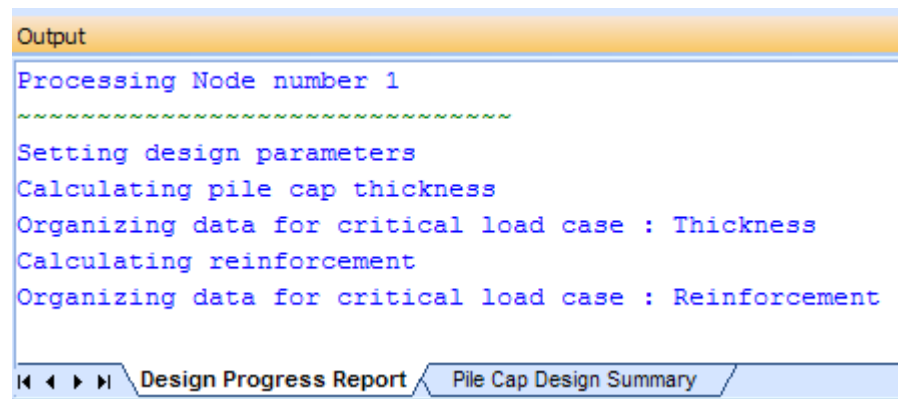 Output
Processing Node number 1
~~~~~~~~~~~~~~~~~~~~~~~~~~~~~~~
Setting design parameters
Calculating pile cap thickness
Organizing data for critical load case : Thickness
Calculating reinforcement
Organizing data for critical load case : Reinforcement
Design Progress Report Pile Cap Design Summary